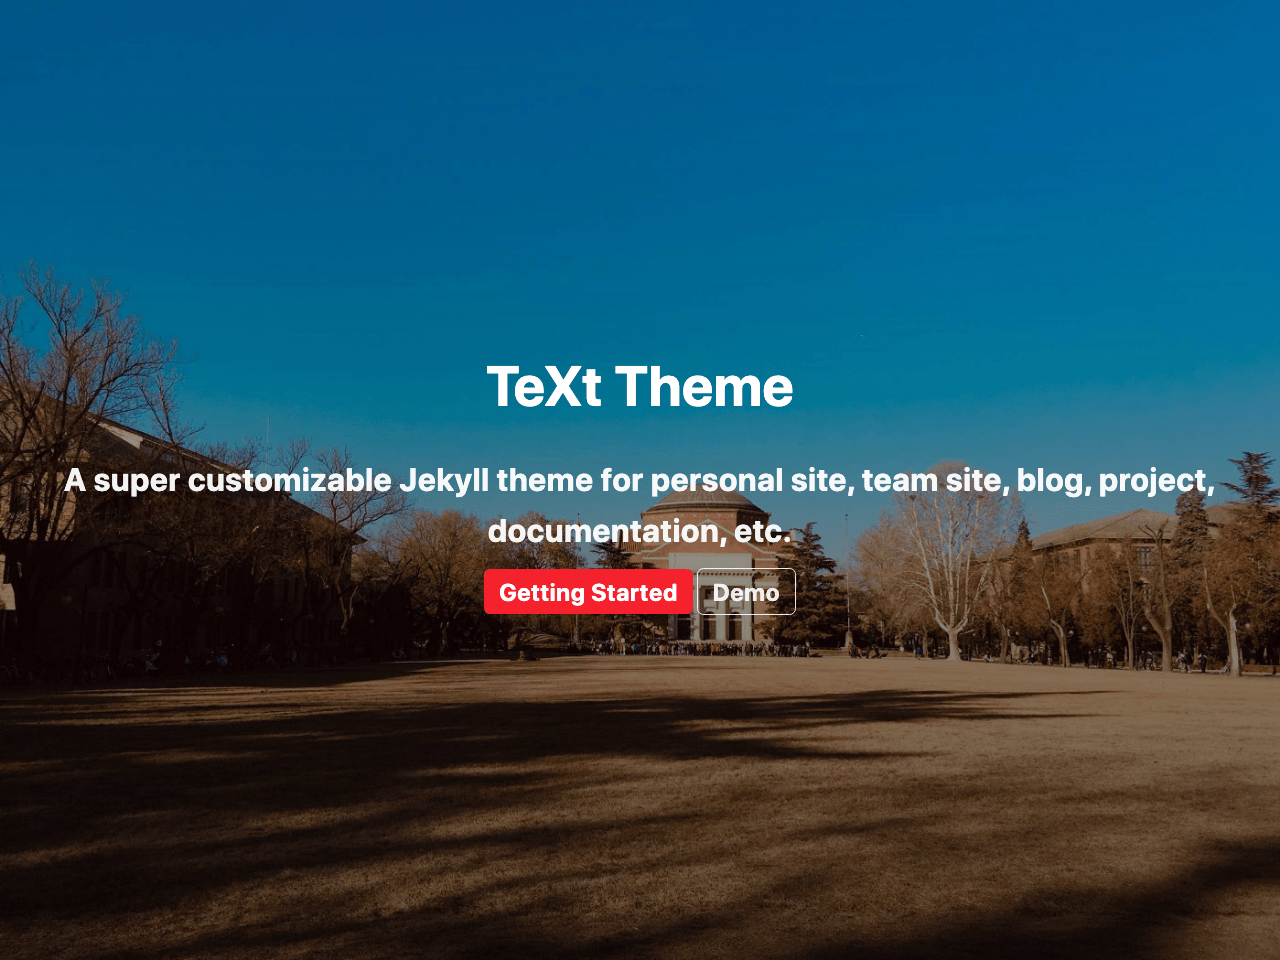 TeXt Theme
A super customizable Jekyll theme for personal site, team site, blog, project,
documentation, etc.
Getting Started
Demo